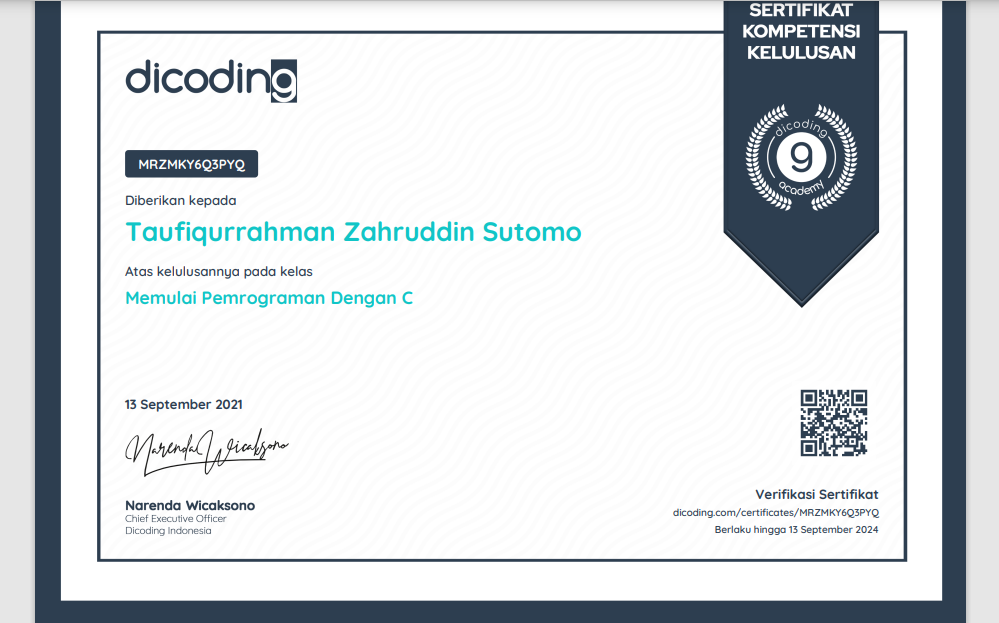 SERTIFIKAT
KOMPETENSI
KELULUSAN
dicoding
dicoding
g
academy
MRZMKY6Q3PYQ
Diberikan kepada
Taufiqurrahman Zahruddin Sutomo
Atas kelulusannya pada kelas
Memulai Pemrograman Dengan C
13 September 2021
Narenda Wicaksono
Narenda Wicaksono
Chief Executive Officer
Dicoding Indonesia
Verifikasi Sertifikat
dicoding.com/certificates/MRZMKY6Q3PYQ
Berlaku hingga 13 September 2024